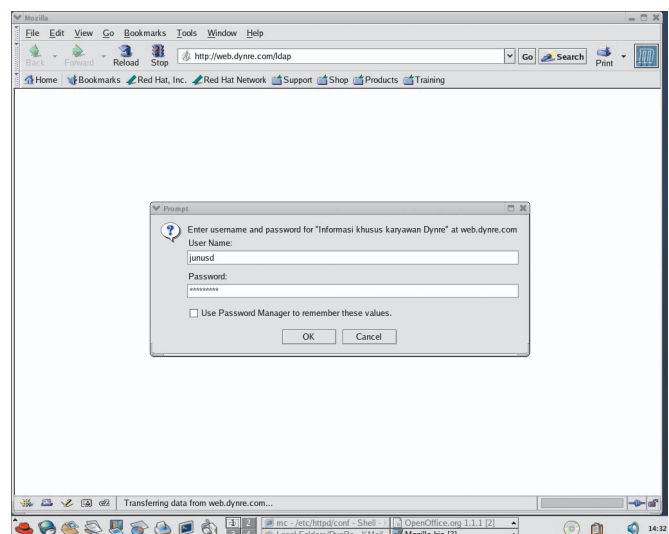 Mozilla
File Edit View Go Bookmarks Tools Window Help
Back Forward Reload Stop http://web.dynre.com/ldap Go Search Print
Home Bookmarks Red Hat, Inc. Red Hat Network Support Shop Products Training
Prompt
Enter username and password for "Informasi khusus karyawan Dynre" at web.dynre.com
User Name:
junusd
Password:
*********
Use Password Manager to remember these values.
OK Cancel
Transferring data from web.dynre.com...
1 2 mc - /etc/httpd/conf - Shell - OpenOffice.org 1.1.1 [2]
14:32